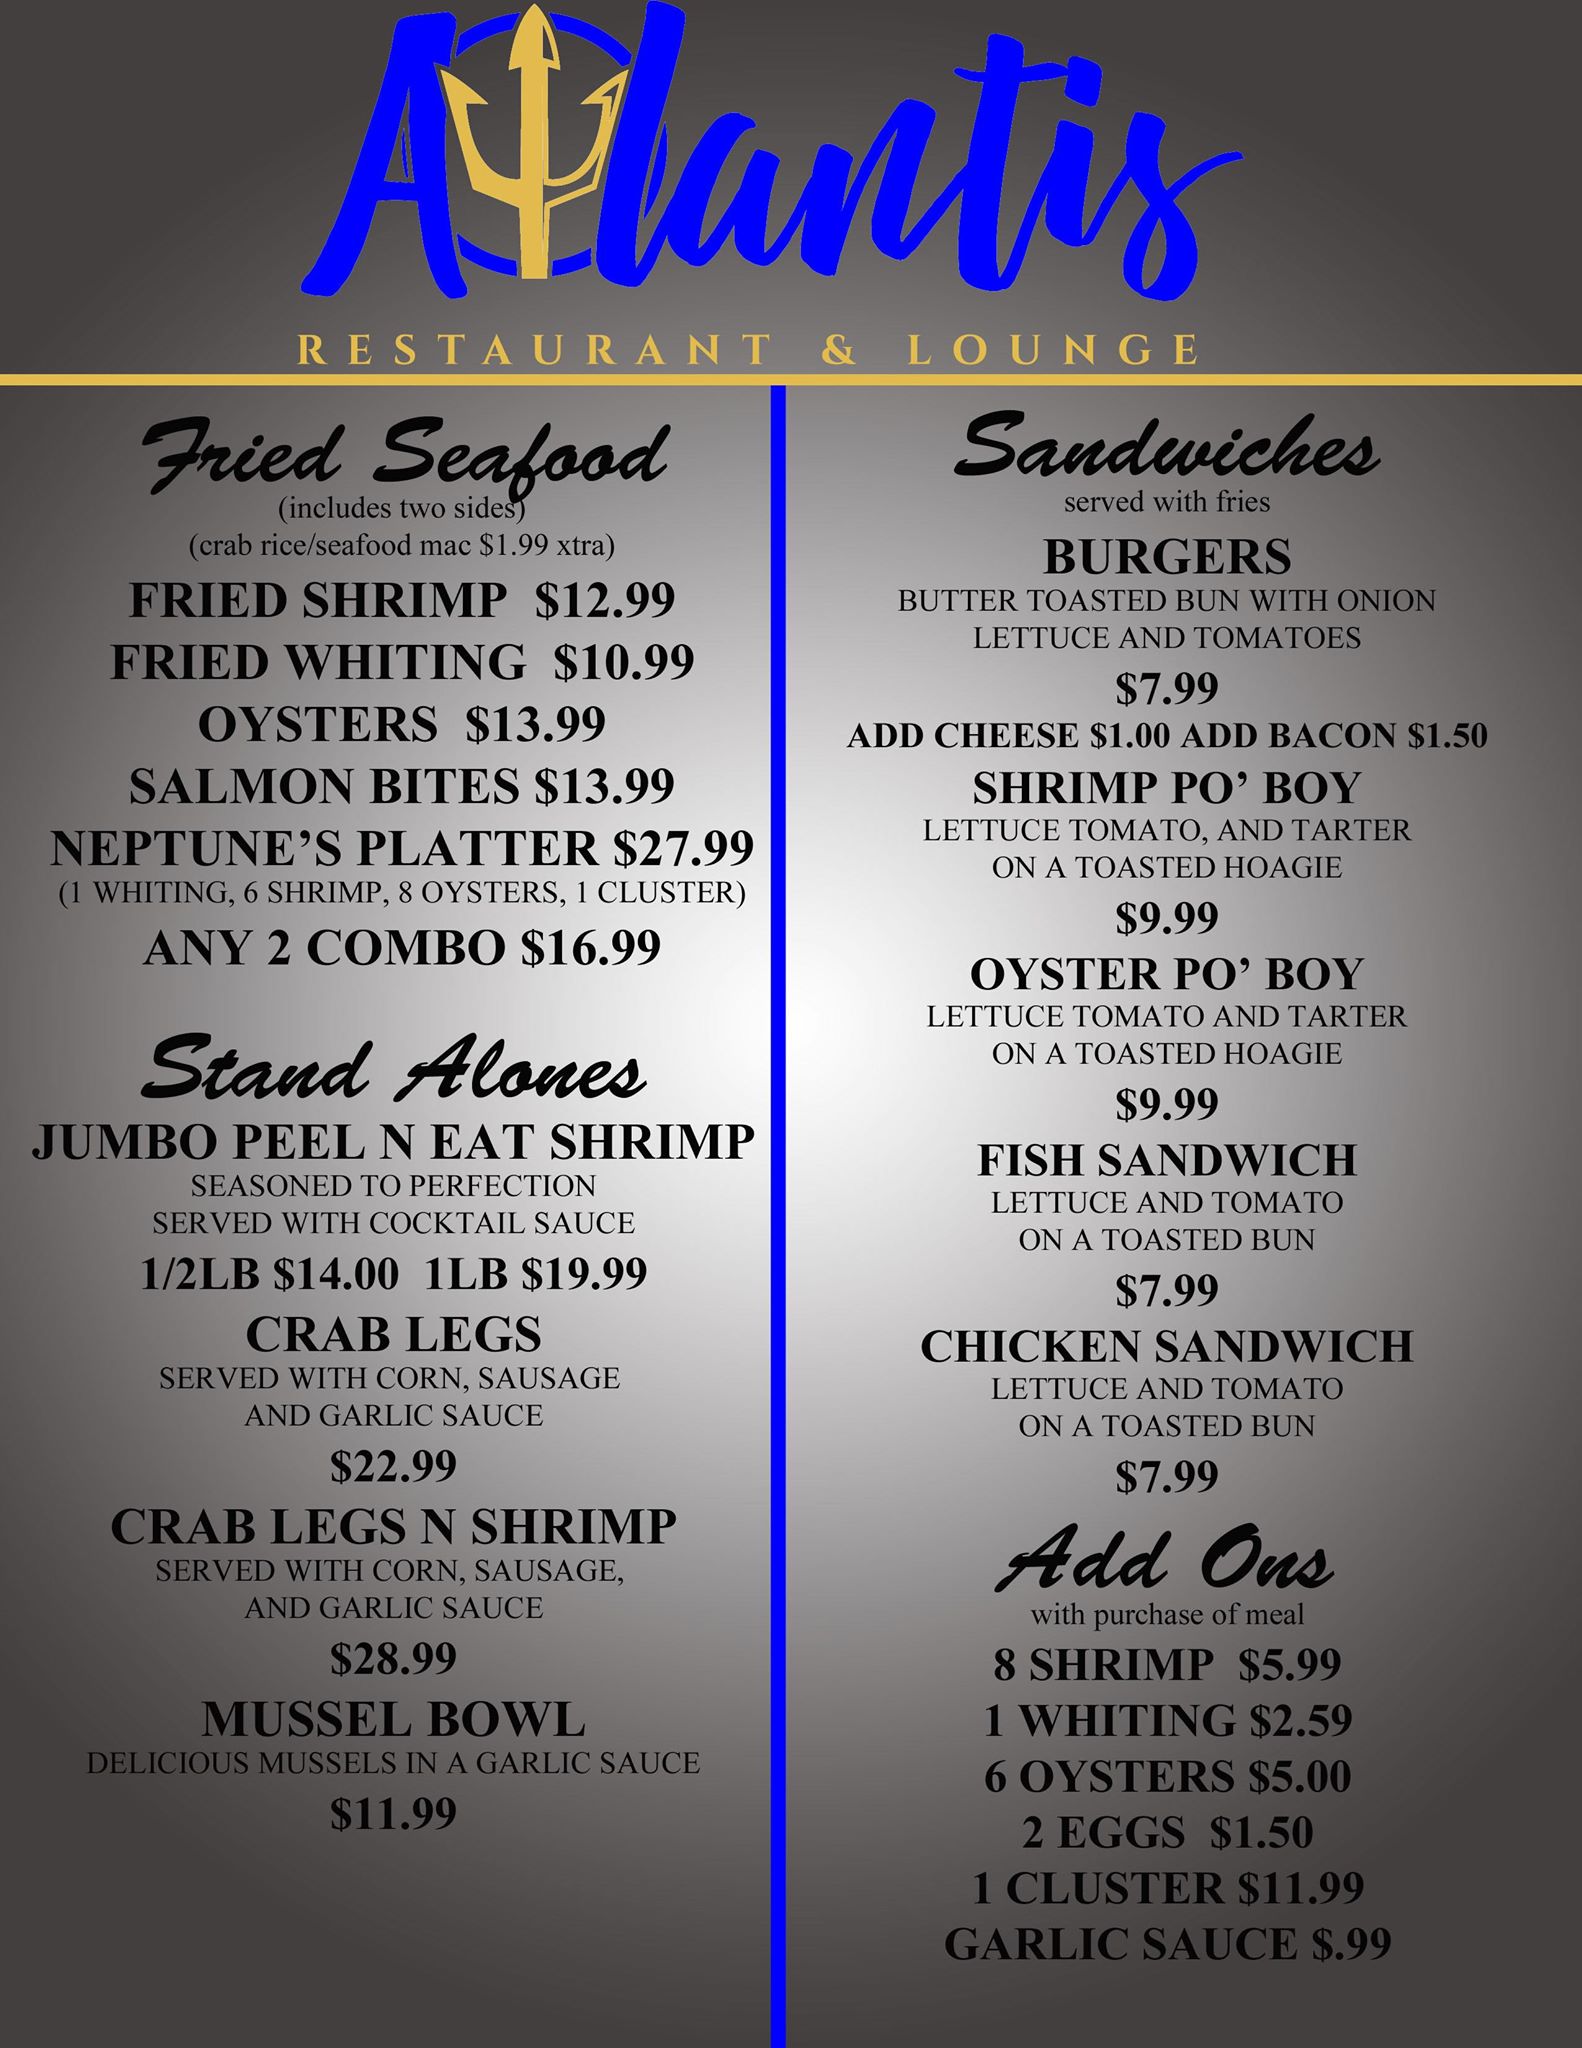 Atlantis
RESTAURANT & LOUNGE
Fried Seafood
(includes two sides)
(crab rice/seafood mac $1.99 xtra)
FRIED SHRIMP $12.99
FRIED WHITING $10.99
OYSTERS $13.99
SALMON BITES $13.99
NEPTUNE'S PLATTER $27.99
(1 WHITING, 6 SHRIMP, 8 OYSTERS, 1 CLUSTER)
ANY 2 COMBO $16.99
Stand Alones
JUMBO PEEL N EAT SHRIMP
SEASONED TO PERFECTION
SERVED WITH COCKTAIL SAUCE
1/2LB $14.00 1LB $19.99
CRAB LEGS
SERVED WITH CORN, SAUSAGE
AND GARLIC SAUCE
$22.99
CRAB LEGS N SHRIMP
SERVED WITH CORN, SAUSAGE,
AND GARLIC SAUCE
$28.99
MUSSEL BOWL
DELICIOUS MUSSELS IN A GARLIC SAUCE
$11.99
Sandwiches
served with fries
BURGERS
BUTTER TOASTED BUN WITH ONION
LETTUCE AND TOMATOES
$7.99
ADD CHEESE $1.00 ADD BACON $1.50
SHRIMP PO' BOY
LETTUCE TOMATO, AND TARTER
ON A TOASTED HOAGIE
$9.99
OYSTER PO' BOY
LETTUCE TOMATO AND TARTER
ON A TOASTED HOAGIE
$9.99
FISH SANDWICH
LETTUCE AND TOMATO
ON A TOASTED BUN
$7.99
CHICKEN SANDWICH
LETTUCE AND TOMATO
ON A TOASTED BUN
$7.99
Add Ons
with purchase of meal
8 SHRIMP $5.99
1 WHITING $2.59
6 OYSTERS $5.00
2 EGGS $1.50
1 CLUSTER $11.99
GARLIC SAUCE $.99